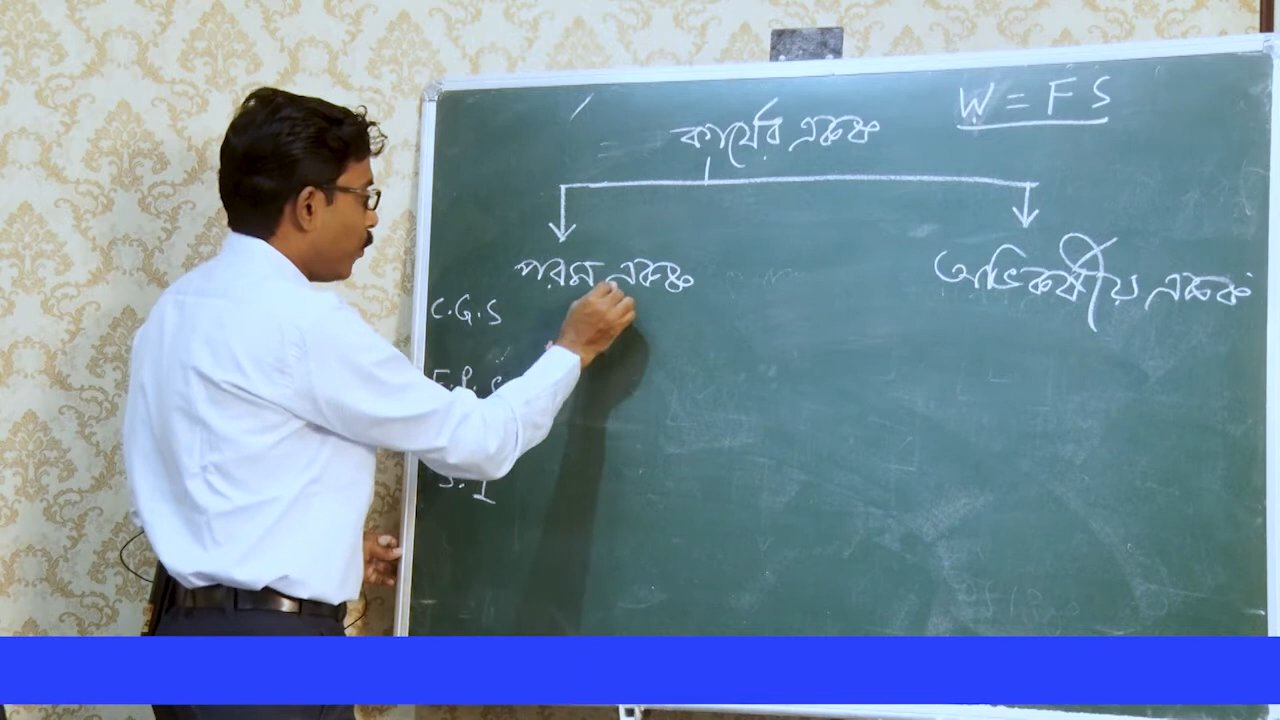 W = F S
কার্যের একক
পরম একক
অভিকর্ষীয় একক
C.G.S
F.P.S
S.I